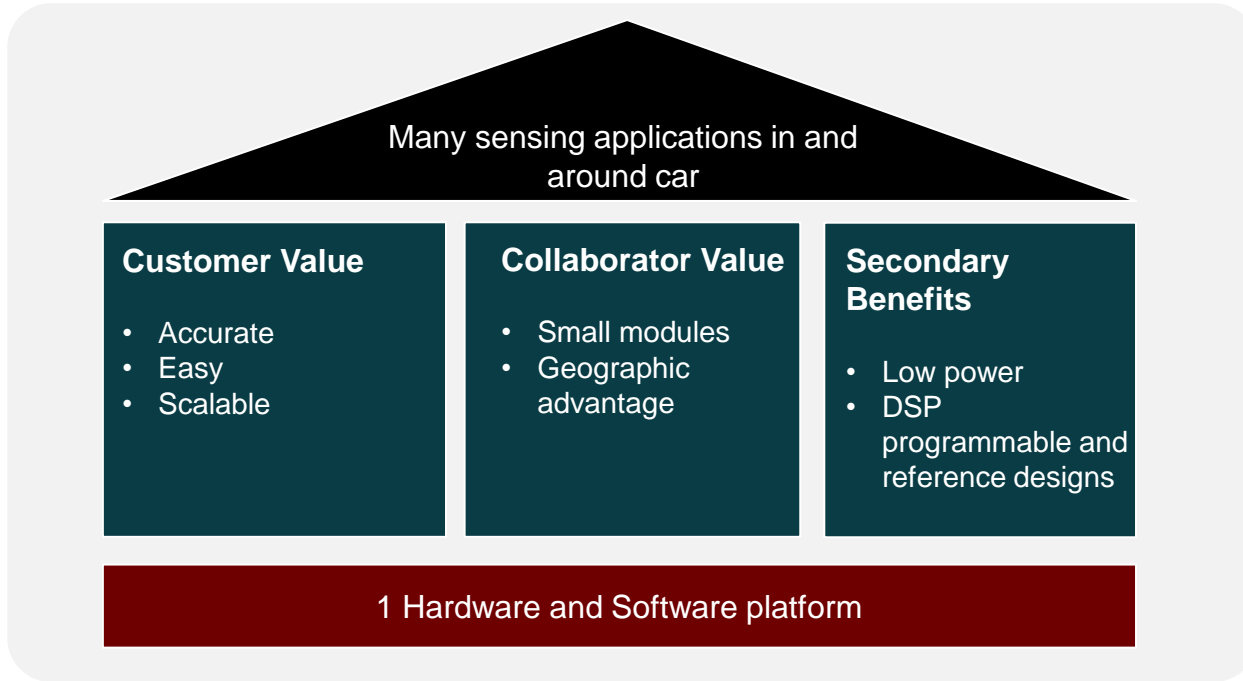 Many sensing applications in and
around car
Customer Value
• Accurate
• Easy
• Scalable
Collaborator Value
• Small modules
• Geographic
advantage
Secondary
Benefits
• Low power
• DSP
programmable and
reference designs
1 Hardware and Software platform